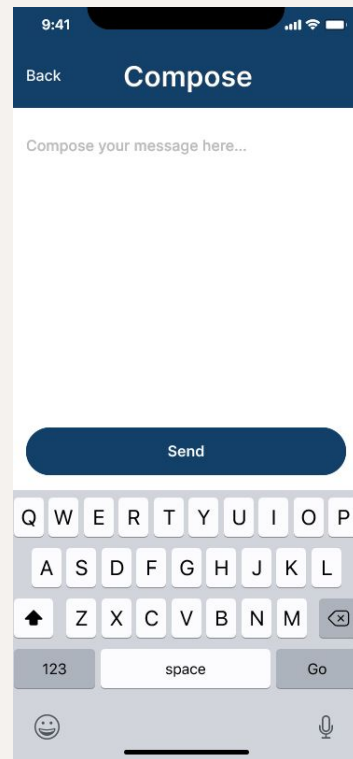 9:41
Back Compose
Compose your message here...
Send
Q W E R T Y U I O P
A S D F G H J K L
Z X C V B N M
123 space Go